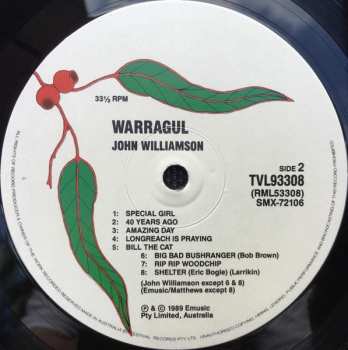 33⅓ RPM
WARRAGUL
JOHN WILLIAMSON
SIDE 2
TVL93308
(RML53308)
SMX-72106
1: SPECIAL GIRL
2: 40 YEARS AGO
3: AMAZING DAY
4: LONGREACH IS PRAYING
5: BILL THE CAT
6: BIG BAD BUSHRANGER (Bob Brown)
7: RIP RIP WOODCHIP
8: SHELTER (Eric Bogle) (Larrikin)
(John Williamson except 6 & 8)
(Emusic/Matthews except 8)
℗ & © 1989 Emusic
Pty Limited, Australia